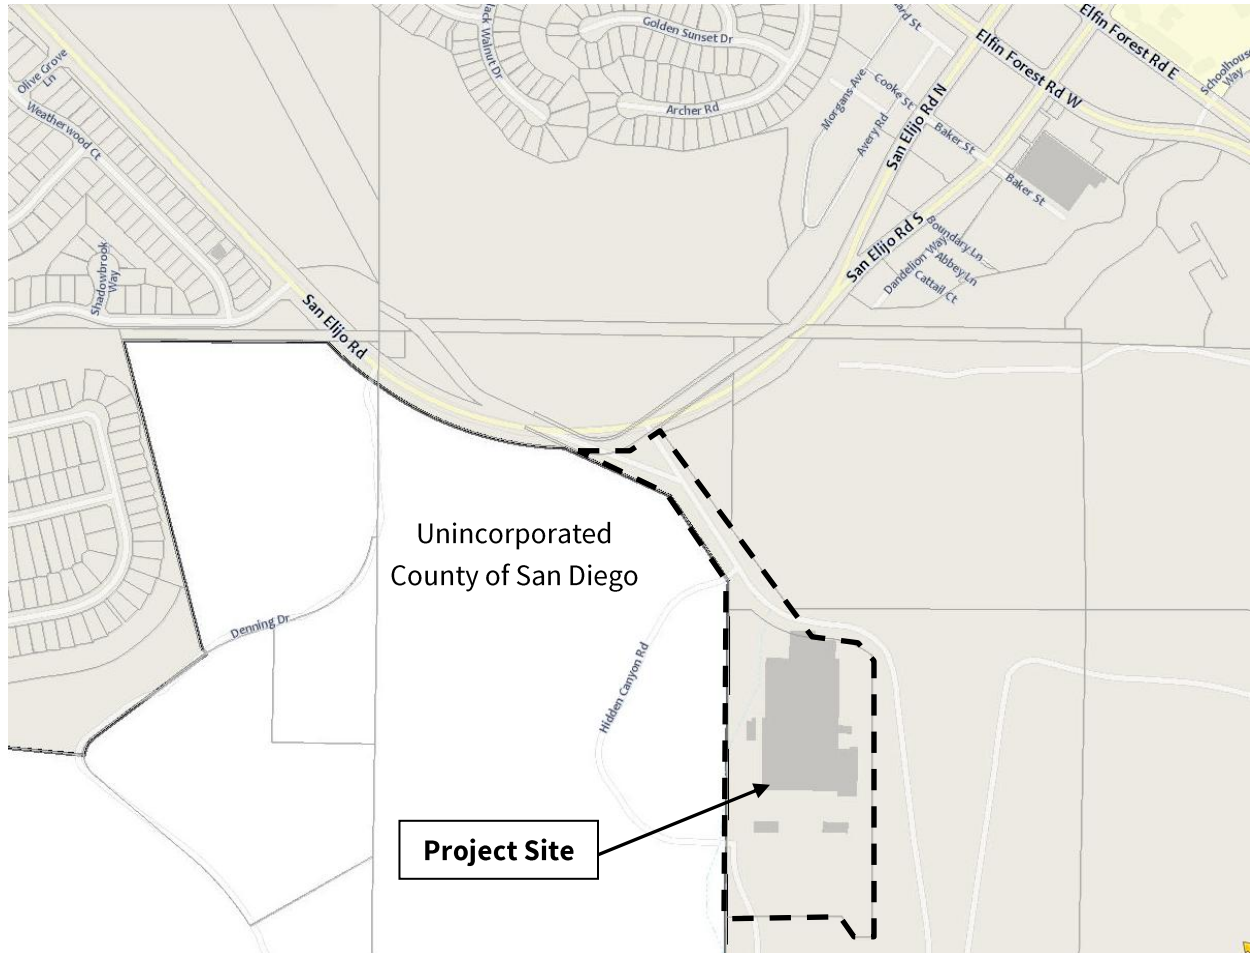 Golden Sunset Dr
Elfin Forest Rd E
Elfin Forest Rd W
Olive Grove
Ln
Schoolhouse
Way
Archer Rd
Morgans Ave
Cooke St
San Elijo Rd N
Weatherwood Ct
Avery Rd
Baker St
Baker St
San Elijo Rd S
Boundary Ln
Dandelion Way
Abbey Ln
Cattail Ct
Shadowbrook
Way
San Elijo Rd
Unincorporated
County of San Diego
Denning Dr
Hidden Canyon Rd
Project Site